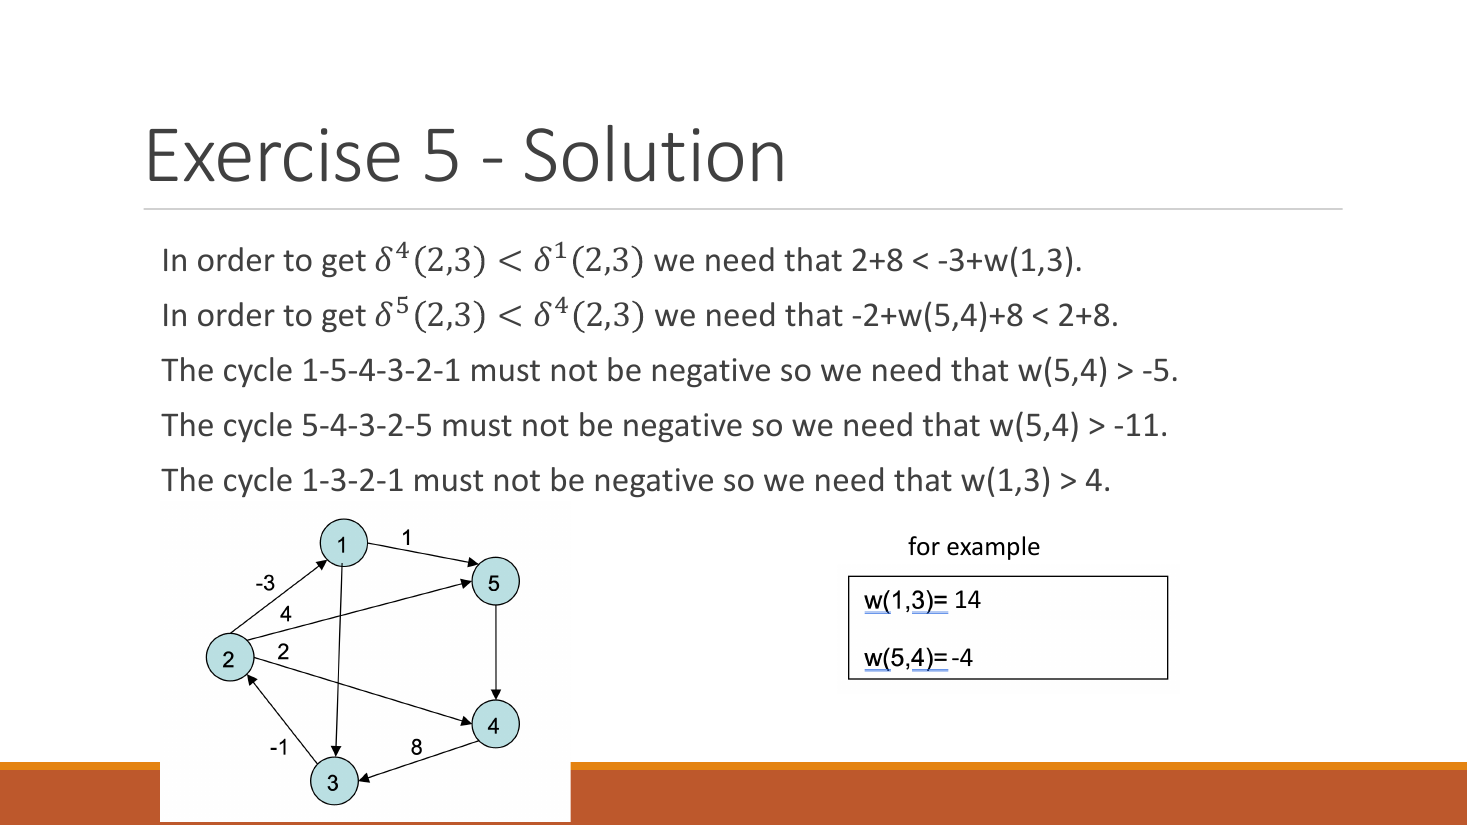 Exercise 5 - Solution
In order to get δ⁴(2,3) < δ¹(2,3) we need that 2+8 < -3+w(1,3).
In order to get δ⁵(2,3) < δ⁴(2,3) we need that -2+w(5,4)+8 < 2+8.
The cycle 1-5-4-3-2-1 must not be negative so we need that w(5,4) > -5.
The cycle 5-4-3-2-5 must not be negative so we need that w(5,4) > -11.
The cycle 1-3-2-1 must not be negative so we need that w(1,3) > 4.
1
1
5
-3
4
2
2
4
-1
8
3
for example
w(1,3)= 14
w(5,4)= -4